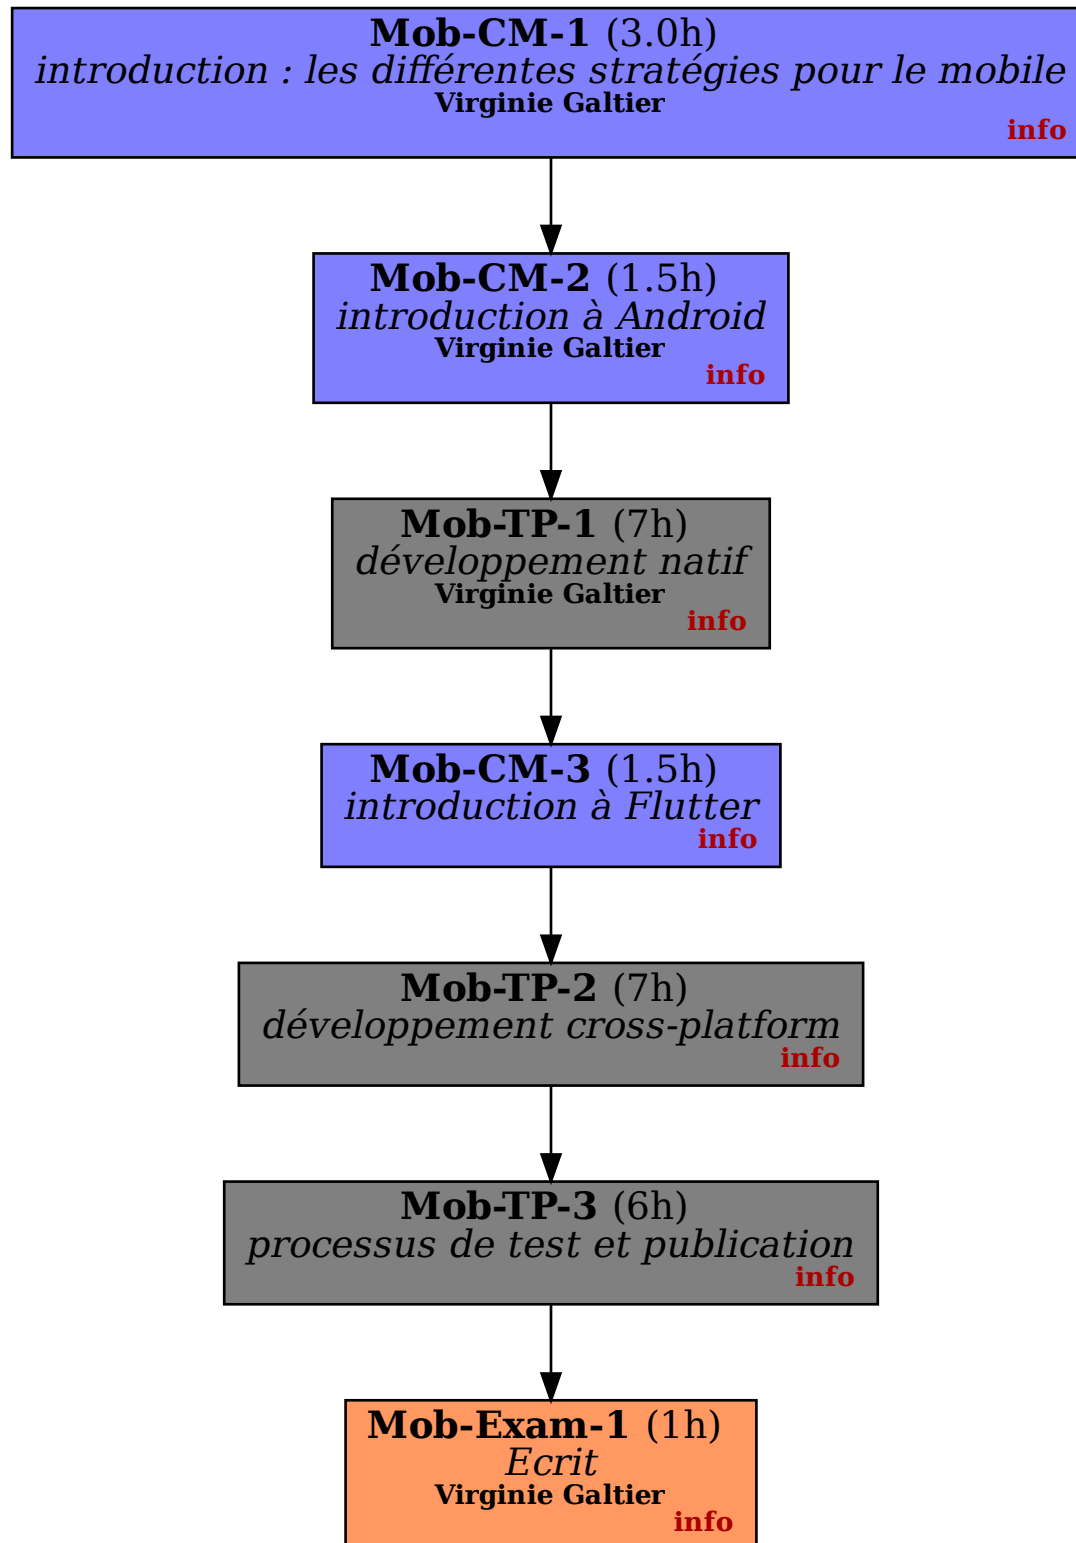 Mob-CM-1 (3.0h)
introduction : les différentes stratégies pour le mobile
Virginie Galtier
info
Mob-CM-2 (1.5h)
introduction à Android
Virginie Galtier
info
Mob-TP-1 (7h)
développement natif
Virginie Galtier
info
Mob-CM-3 (1.5h)
introduction à Flutter
info
Mob-TP-2 (7h)
développement cross-platform
info
Mob-TP-3 (6h)
processus de test et publication
info
Mob-Exam-1 (1h)
Ecrit
Virginie Galtier
info